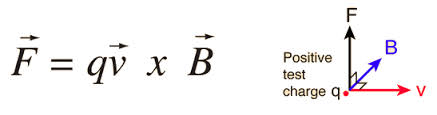 F = qv x B
F
B
Positive
test
charge q
v